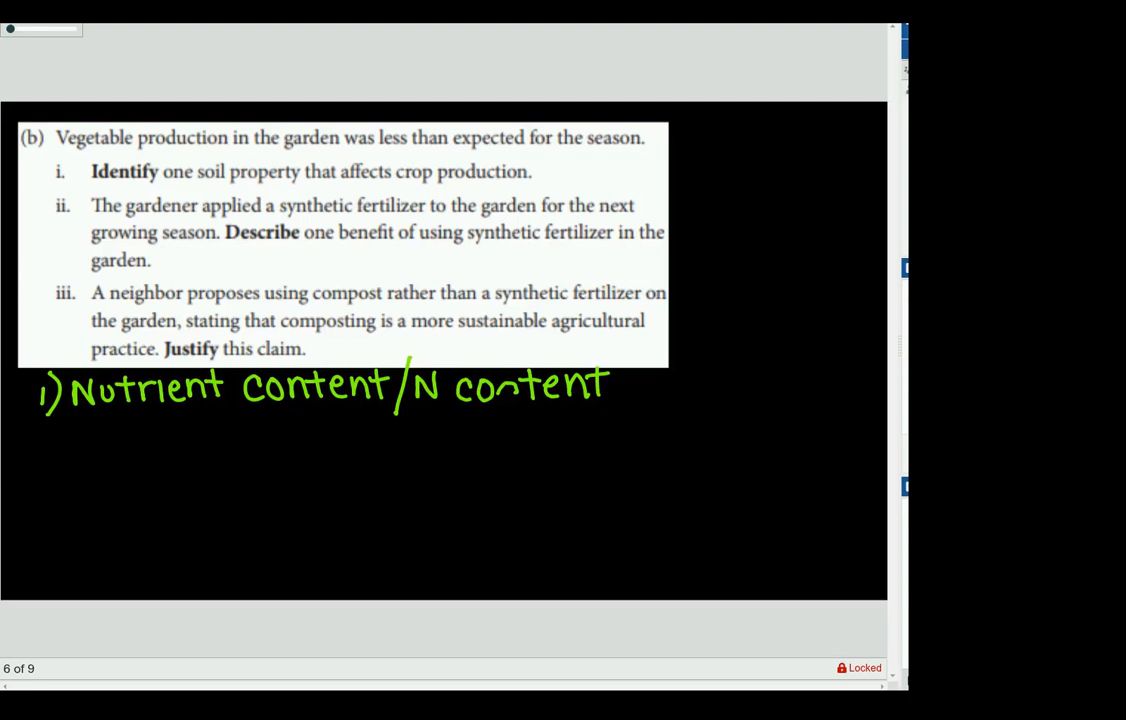 (b) Vegetable production in the garden was less than expected for the season.
i. Identify one soil property that affects crop production.
ii. The gardener applied a synthetic fertilizer to the garden for the next
growing season. Describe one benefit of using synthetic fertilizer in the
garden.
iii. A neighbor proposes using compost rather than a synthetic fertilizer on
the garden, stating that composting is a more sustainable agricultural
practice. Justify this claim.
1) Nutrient content/N content
6 of 9
Locked